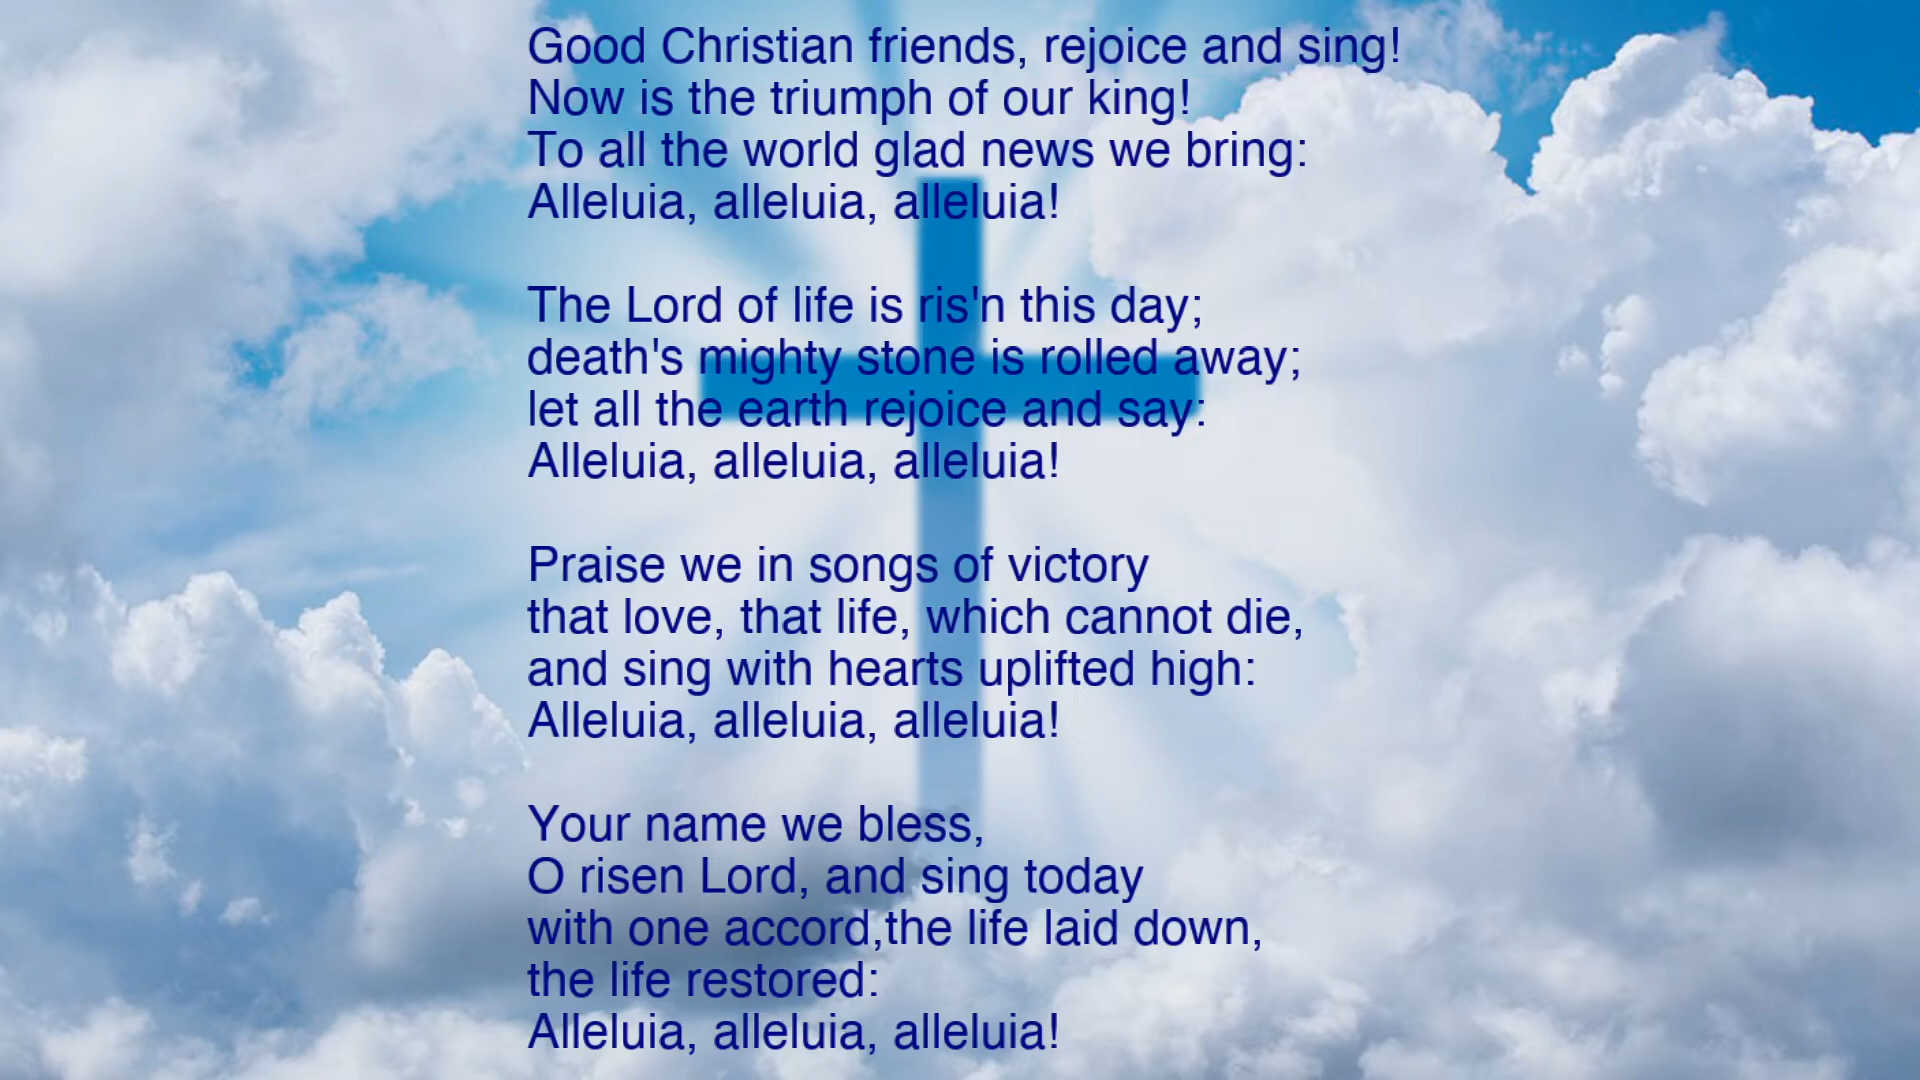 Good Christian friends, rejoice and sing!
Now is the triumph of our king!
To all the world glad news we bring:
Alleluia, alleluia, alleluia!
The Lord of life is ris'n this day;
death's mighty stone is rolled away;
let all the earth rejoice and say:
Alleluia, alleluia, alleluia!
Praise we in songs of victory
that love, that life, which cannot die,
and sing with hearts uplifted high:
Alleluia, alleluia, alleluia!
Your name we bless,
O risen Lord, and sing today
with one accord,the life laid down,
the life restored:
Alleluia, alleluia, alleluia!